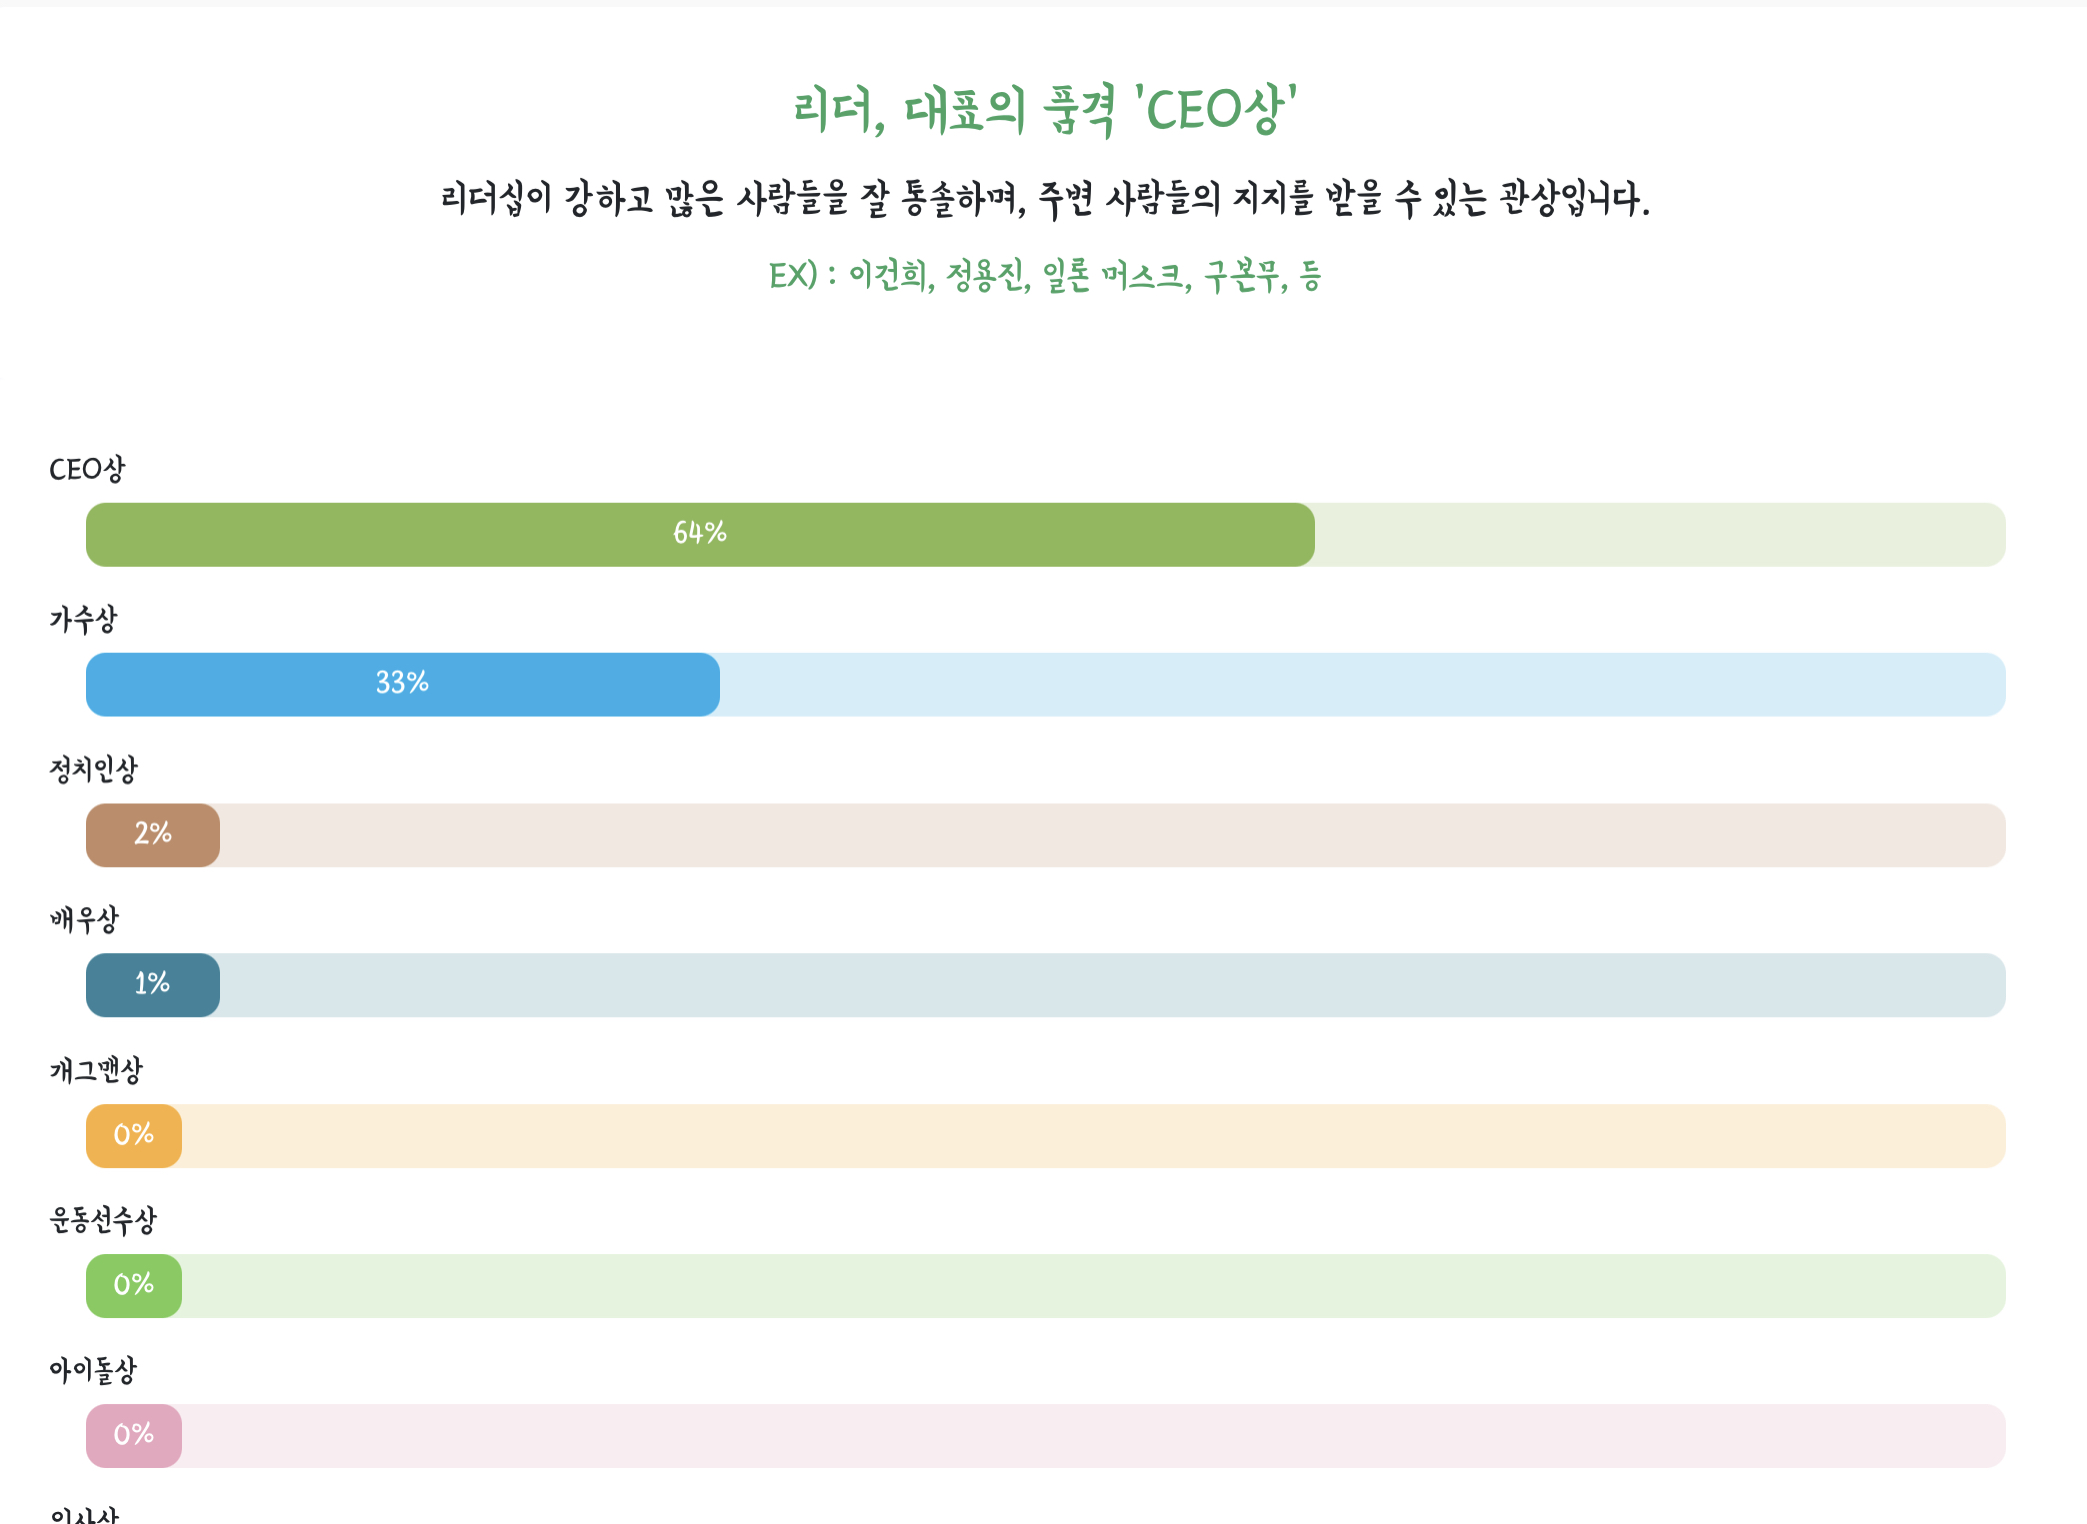 리더, 대표의 품격 'CEO상'
리더십이 강하고 많은 사람들을 잘 통솔하며, 주변 사람들의 지지를 받을 수 있는 관상입니다.
EX) : 이건희, 정용진, 일론 머스크, 구본무, 등
CEO상
64%
가수상
33%
정치인상
2%
배우상
1%
개그맨상
0%
운동선수상
0%
아이돌상
0%